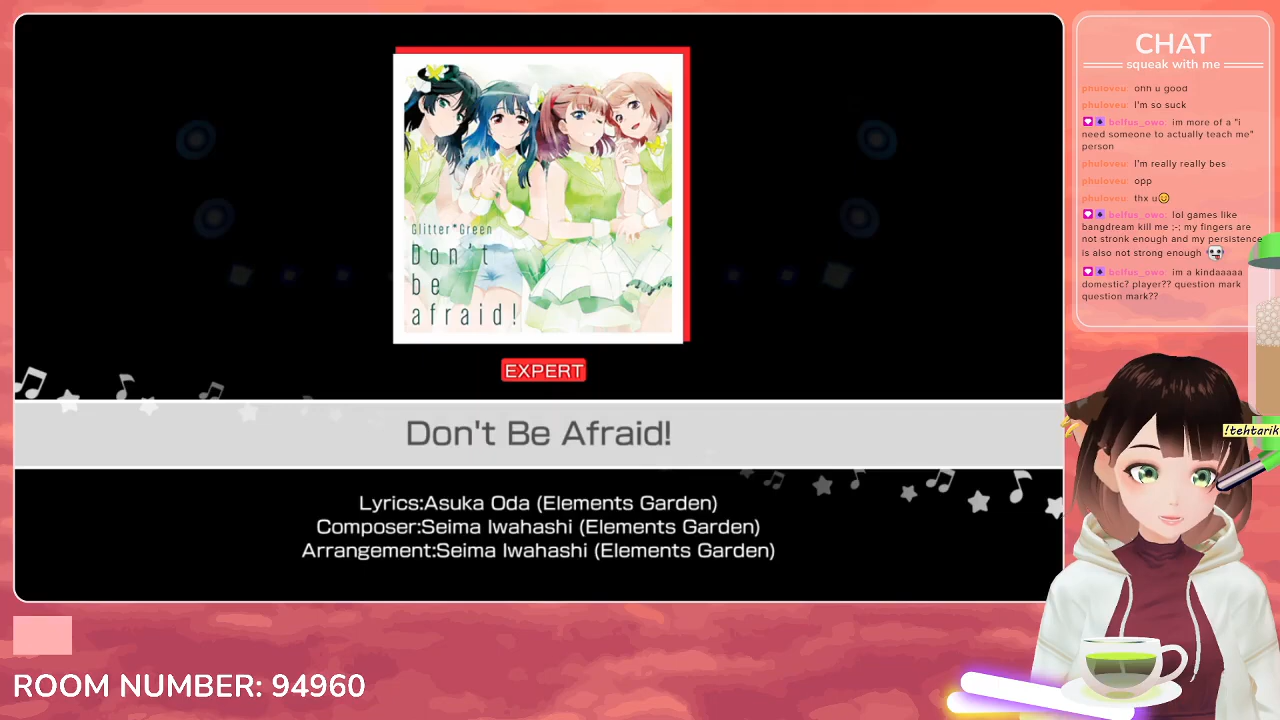 Glitter*Green
Don't
be
afraid!
EXPERT
Don't Be Afraid!
Lyrics:Asuka Oda (Elements Garden)
Composer:Seima Iwahashi (Elements Garden)
Arrangement:Seima Iwahashi (Elements Garden)
ROOM NUMBER: 94960
CHAT
squeak with me
phuloveu: ohh u good
phuloveu: I'm so suck
belfus_owo: im more of a "i
need someone to actually teach me"
person
phuloveu: I'm really really bes
phuloveu: opp
phuloveu: thx u😊
belfus_owo: lol games like
bangdream kill me ;-; my fingers are
not stronk enough and my persistence
is also not strong enough
belfus_owo: im a kindaaaaa
domestic? player?? question mark
question mark??
!tehtarik